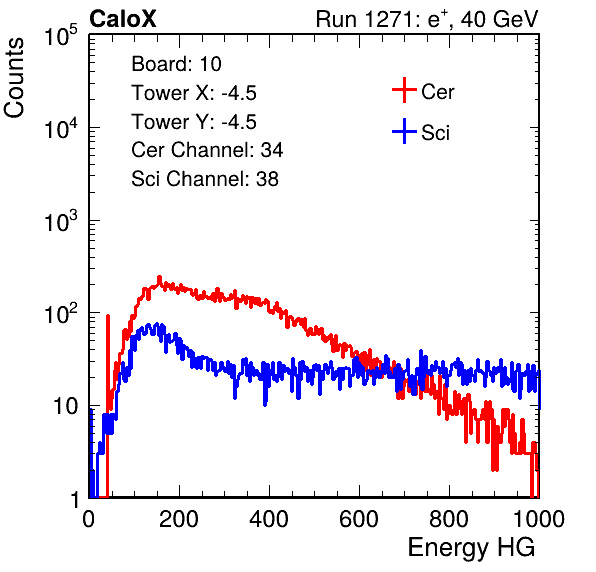 CaloX Run 1271: e⁺, 40 GeV
Counts
10⁵
10⁴
10³
10²
10
1
Board: 10
Tower X: -4.5
Tower Y: -4.5
Cer Channel: 34
Sci Channel: 38
Cer
Sci
0 200 400 600 800 1000
Energy HG